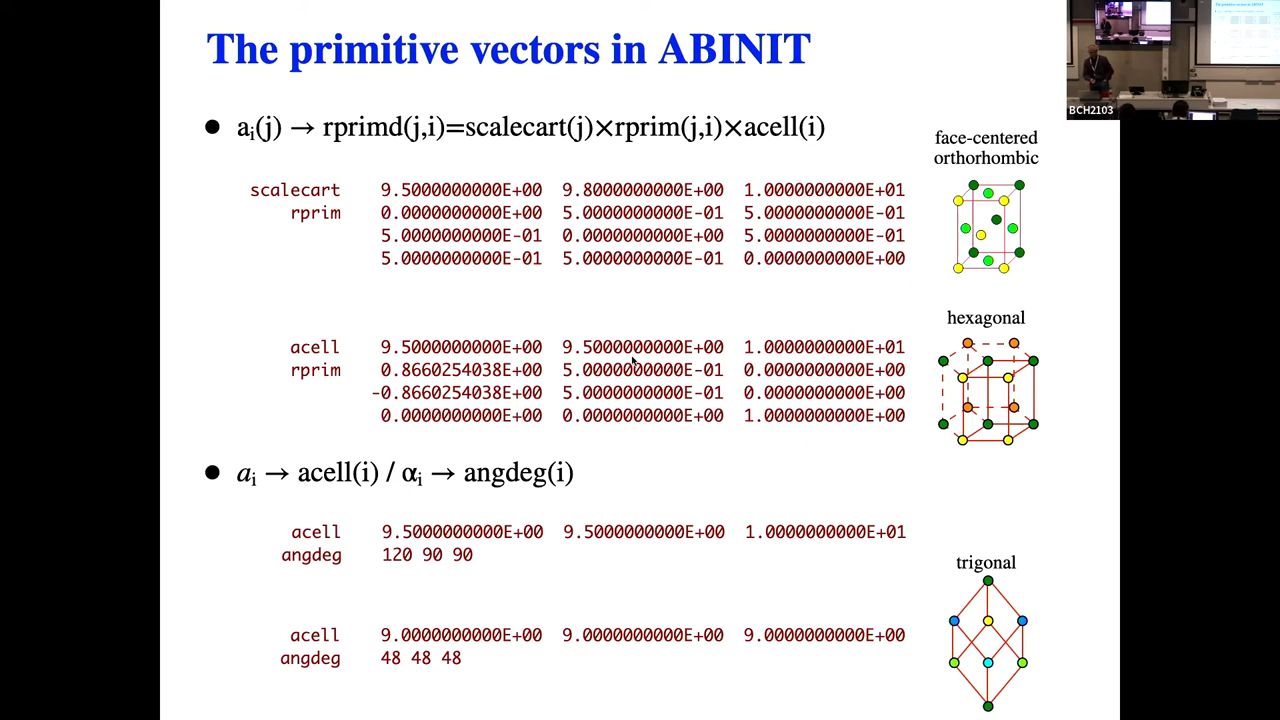 The primitive vectors in ABINIT
● aᵢ(j) → rprimd(j,i)=scalecart(j)×rprim(j,i)×acell(i)
face-centered
orthorhombic
scalecart 9.5000000000E+00 9.8000000000E+00 1.0000000000E+01
rprim 0.0000000000E+00 5.0000000000E-01 5.0000000000E-01
5.0000000000E-01 0.0000000000E+00 5.0000000000E-01
5.0000000000E-01 5.0000000000E-01 0.0000000000E+00
hexagonal
acell 9.5000000000E+00 9.5000000000E+00 1.0000000000E+01
rprim 0.8660254038E+00 5.0000000000E-01 0.0000000000E+00
-0.8660254038E+00 5.0000000000E-01 0.0000000000E+00
0.0000000000E+00 0.0000000000E+00 1.0000000000E+00
● aᵢ → acell(i) / αᵢ → angdeg(i)
acell 9.5000000000E+00 9.5000000000E+00 1.0000000000E+01
angdeg 120 90 90
trigonal
acell 9.0000000000E+00 9.0000000000E+00 9.0000000000E+00
angdeg 48 48 48
BCH2103
The primitive vectors in ABINIT